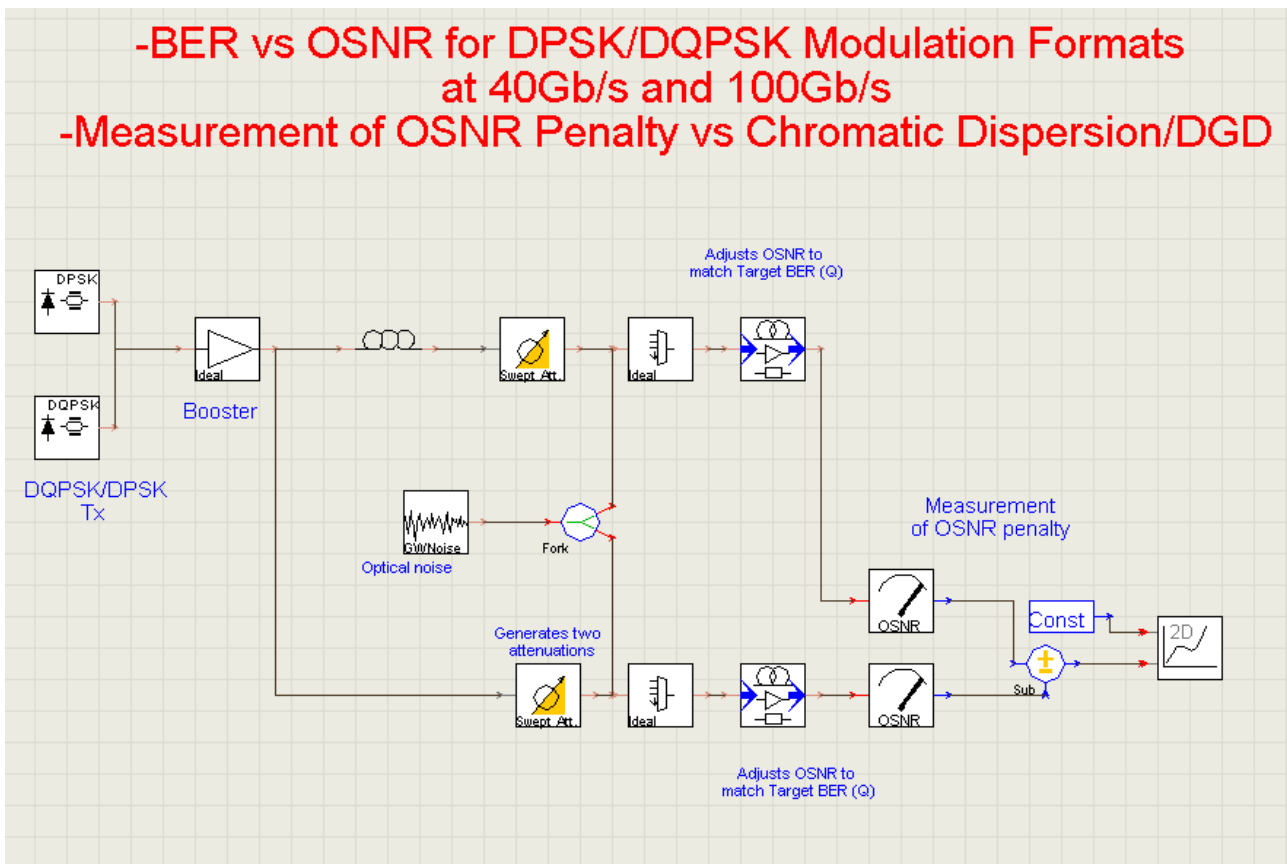 -BER vs OSNR for DPSK/DQPSK Modulation Formats
at 40Gb/s and 100Gb/s
-Measurement of OSNR Penalty vs Chromatic Dispersion/DGD
Adjusts OSNR to
match Target BER (Q)
DPSK
Ideal
Swept Att.
Ideal
Booster
DQPSK
DQPSK/DPSK
Tx
GWNoise
Optical noise
Fork
Measurement
of OSNR penalty
OSNR
Const
2D
Generates two
attenuations
Swept Att.
Ideal
OSNR
Sub
Adjusts OSNR to
match Target BER (Q)